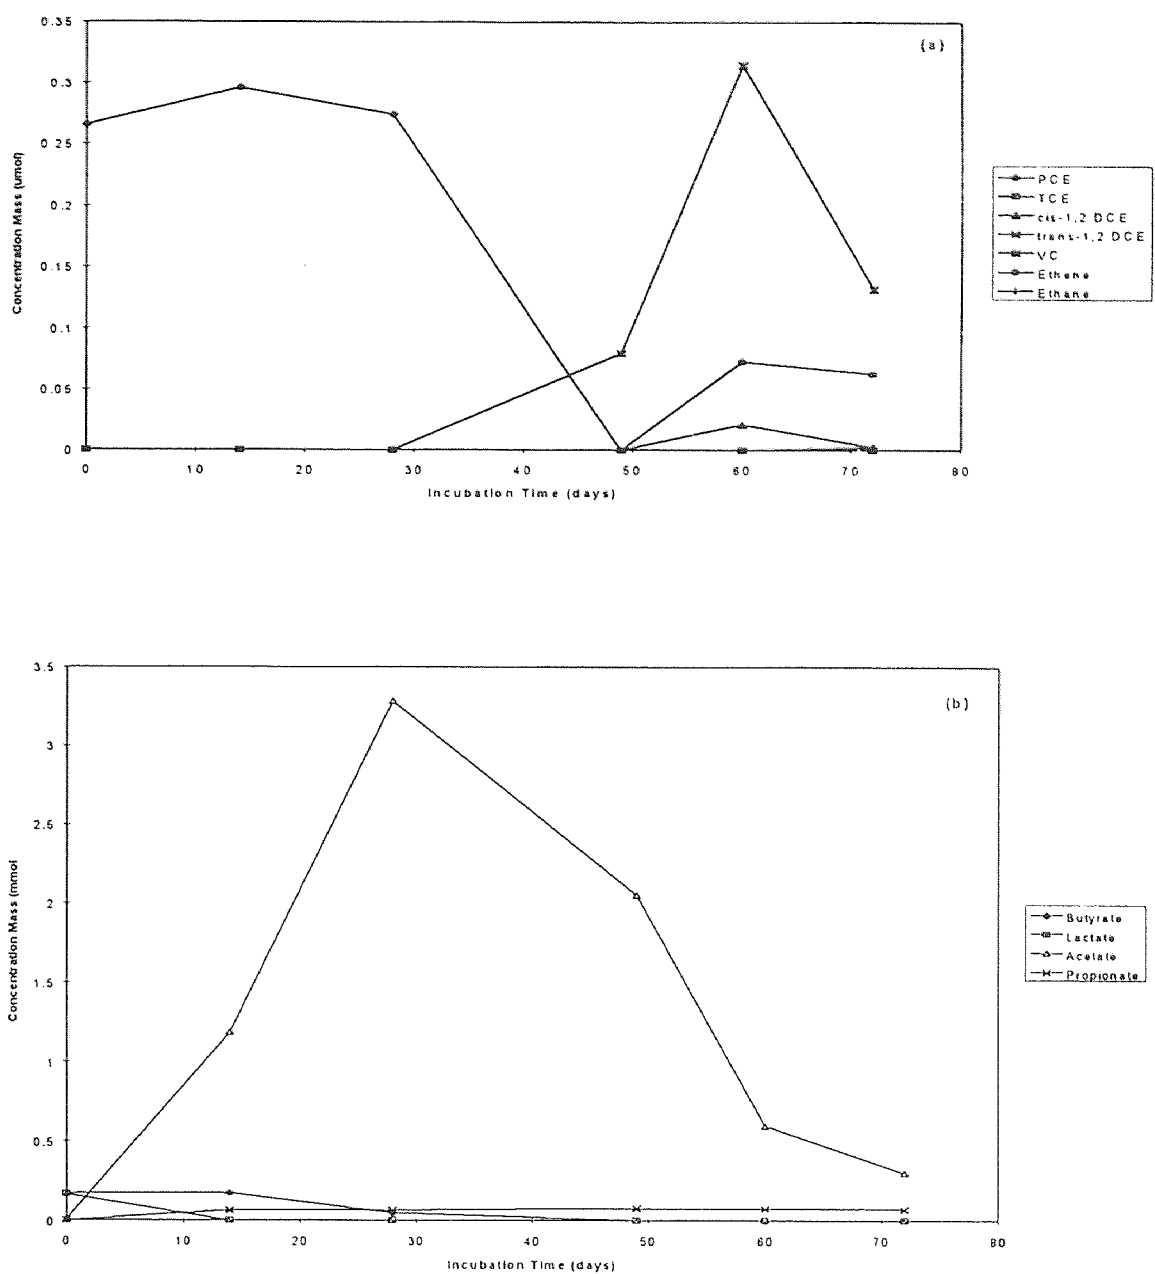 0.35
(a)
0.3
0.25
0.2
0.15
0.1
0.05
0
Concentration Mass (umol)
0 10 20 30 40 50 60 70 80
Incubation Time (days)
PCE
TCE
cis-1,2 DCE
trans-1,2 DCE
VC
Ethene
Ethane
3.5
(b)
3
2.5
2
1.5
1
0.5
0
Concentration Mass (mmol
0 10 20 30 40 50 60 70 80
Incubation Time (days)
Butyrate
Lactate
Acetate
Propionate